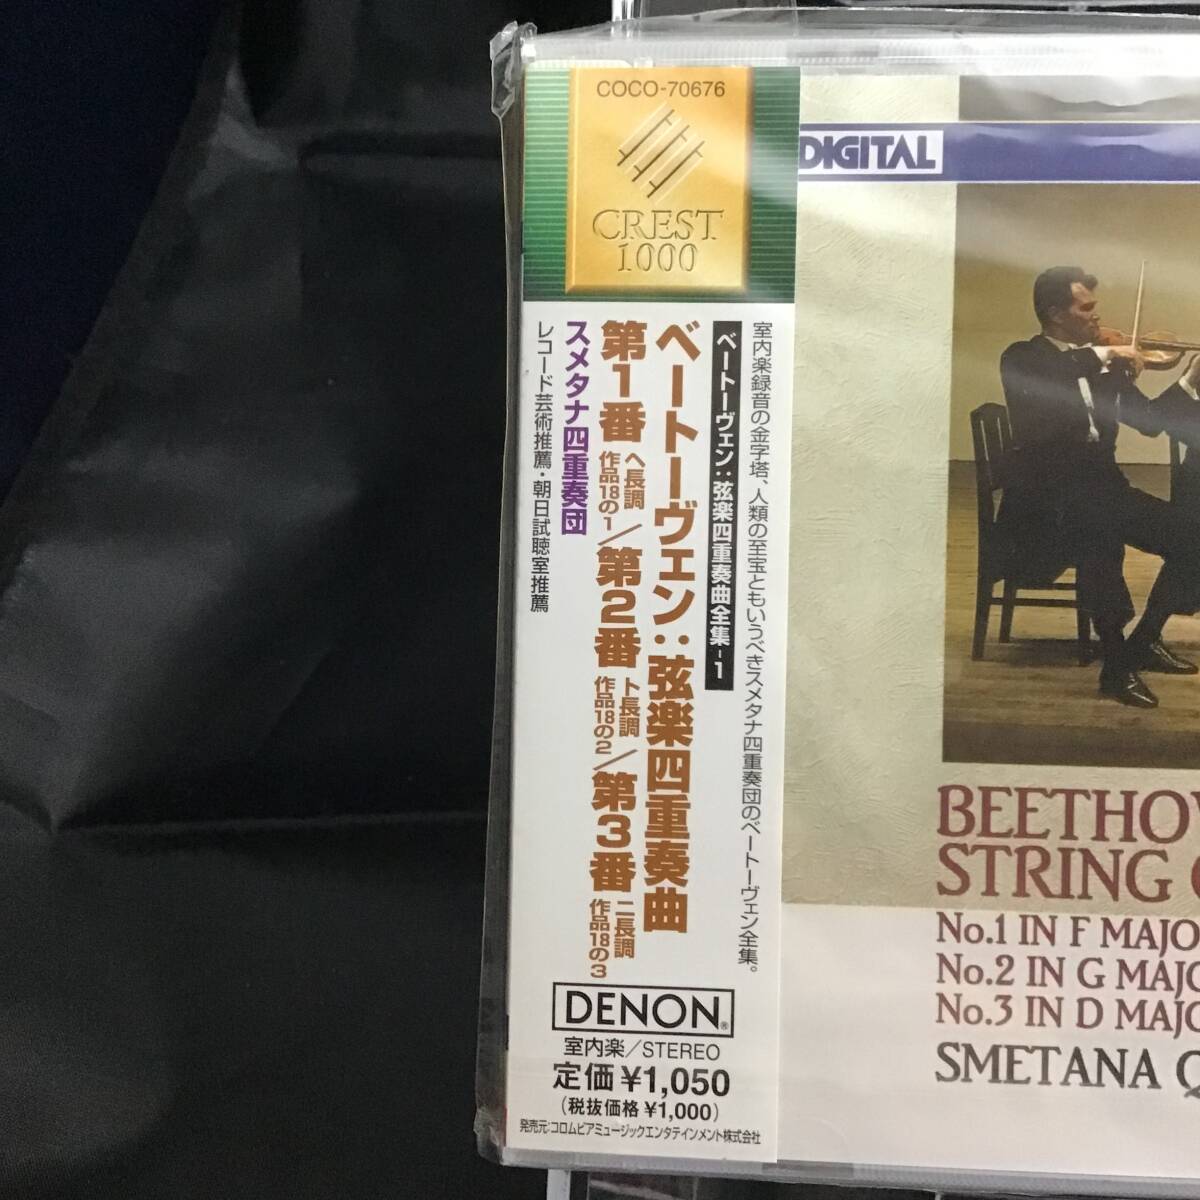 COCO-70676
CREST
1000
室内楽録音の金字塔、人類の至宝ともいうべきスメタナ四重奏団のベートーヴェン全集。
ベートーヴェン：弦楽四重奏曲全集-1
ベートーヴェン：弦楽四重奏曲
第1番 ヘ長調 作品18の1／第2番 ト長調 作品18の2／第3番 ニ長調 作品18の3
スメタナ四重奏団
レコード芸術推薦・朝日試聴室推薦
DENON®
室内楽／STEREO
定価¥1,050
(税抜価格¥1,000)
発売元:コロムビアミュージックエンタテインメント株式会社
DIGITAL
BEETHOV
STRING Q
No.1 IN F MAJO
No.2 IN G MAJO
No.3 IN D MAJO
SMETANA Q